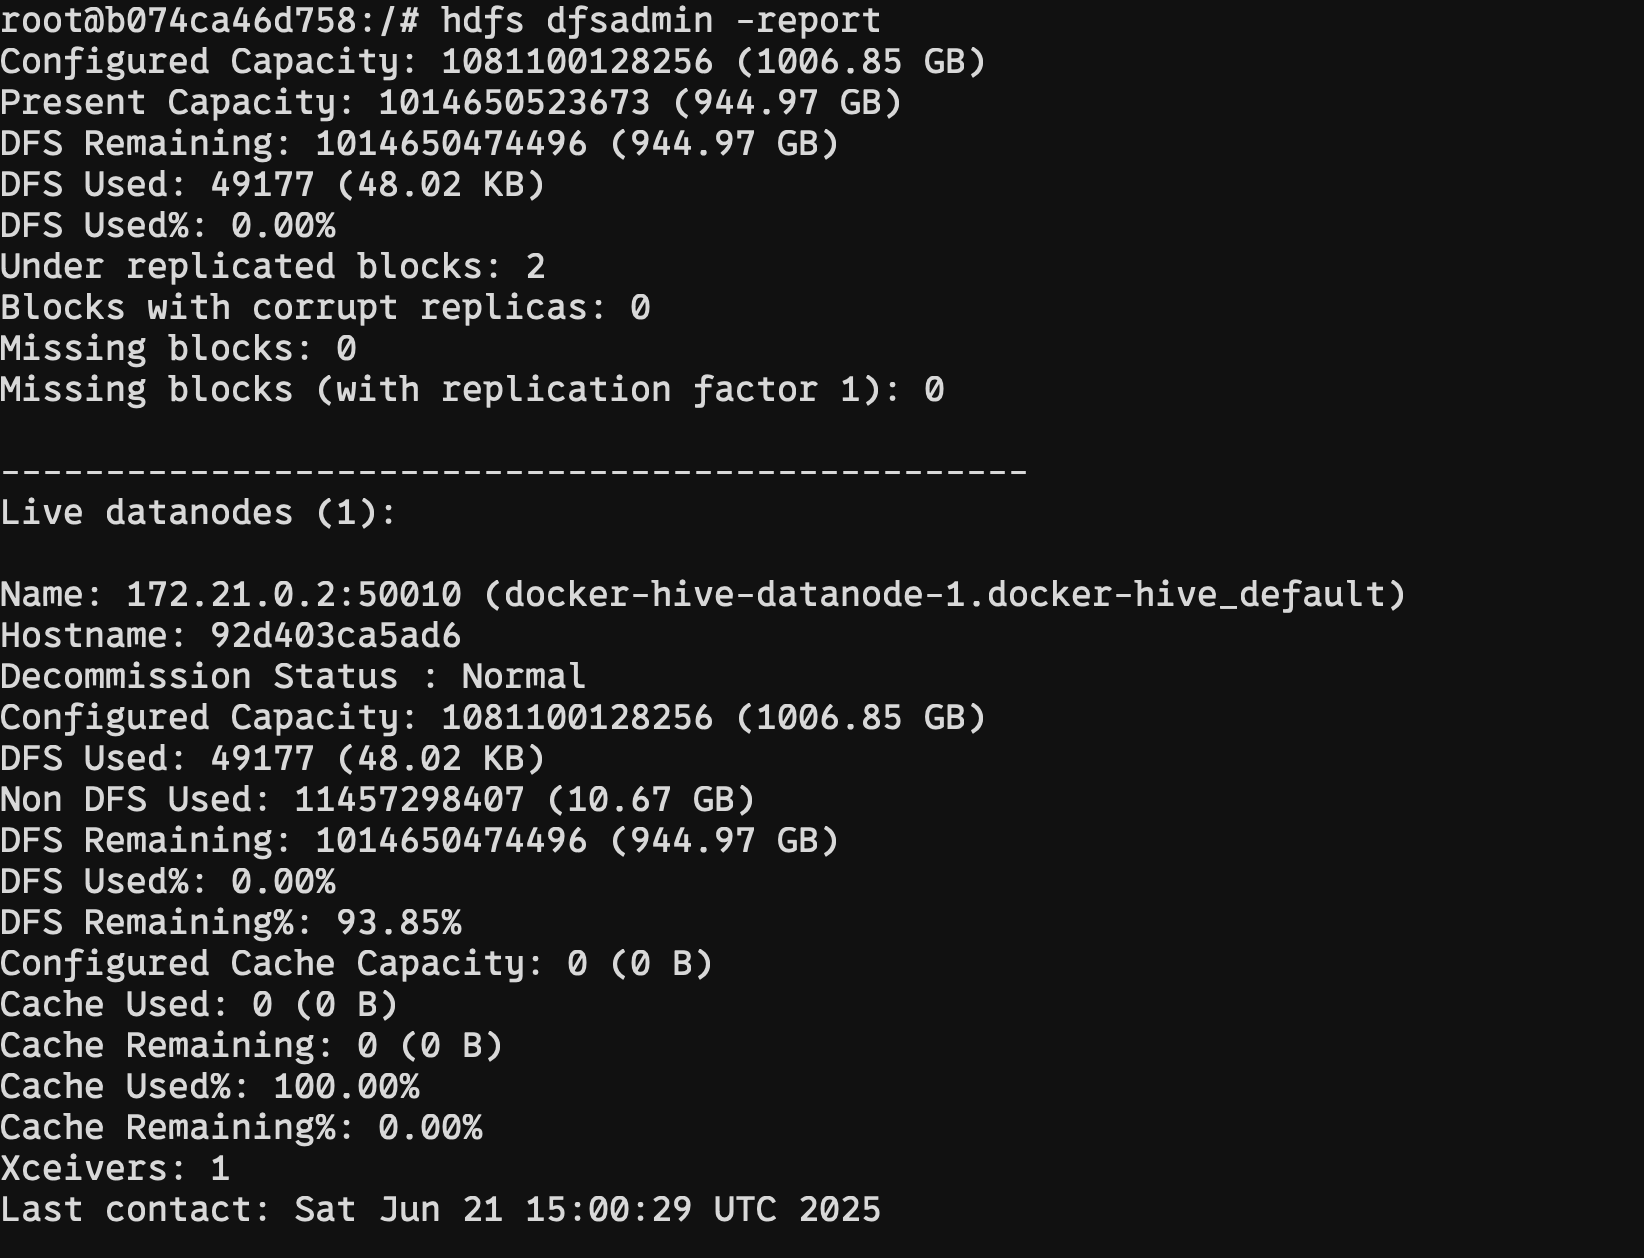 root@b074ca46d758:/# hdfs dfsadmin -report
Configured Capacity: 1081100128256 (1006.85 GB)
Present Capacity: 1014650523673 (944.97 GB)
DFS Remaining: 1014650474496 (944.97 GB)
DFS Used: 49177 (48.02 KB)
DFS Used%: 0.00%
Under replicated blocks: 2
Blocks with corrupt replicas: 0
Missing blocks: 0
Missing blocks (with replication factor 1): 0
-------------------------------------------------
Live datanodes (1):
Name: 172.21.0.2:50010 (docker-hive-datanode-1.docker-hive_default)
Hostname: 92d403ca5ad6
Decommission Status : Normal
Configured Capacity: 1081100128256 (1006.85 GB)
DFS Used: 49177 (48.02 KB)
Non DFS Used: 11457298407 (10.67 GB)
DFS Remaining: 1014650474496 (944.97 GB)
DFS Used%: 0.00%
DFS Remaining%: 93.85%
Configured Cache Capacity: 0 (0 B)
Cache Used: 0 (0 B)
Cache Remaining: 0 (0 B)
Cache Used%: 100.00%
Cache Remaining%: 0.00%
Xceivers: 1
Last contact: Sat Jun 21 15:00:29 UTC 2025